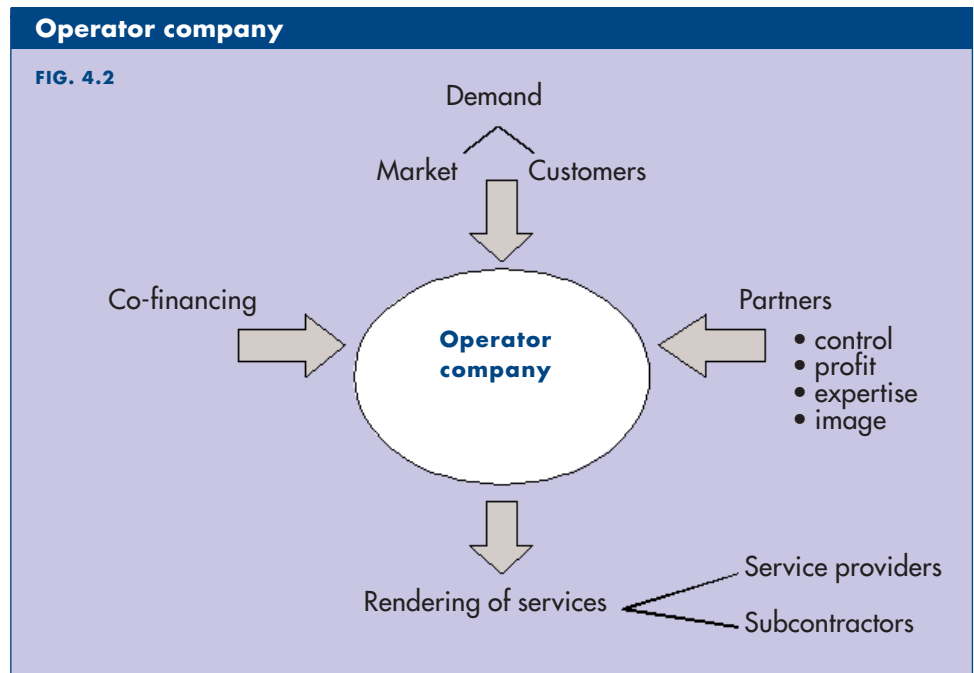 Operator company
FIG. 4.2
Demand
Market Customers
Co-financing
Partners
• control
• profit
• expertise
• image
Operator
company
Rendering of services
Service providers
Subcontractors